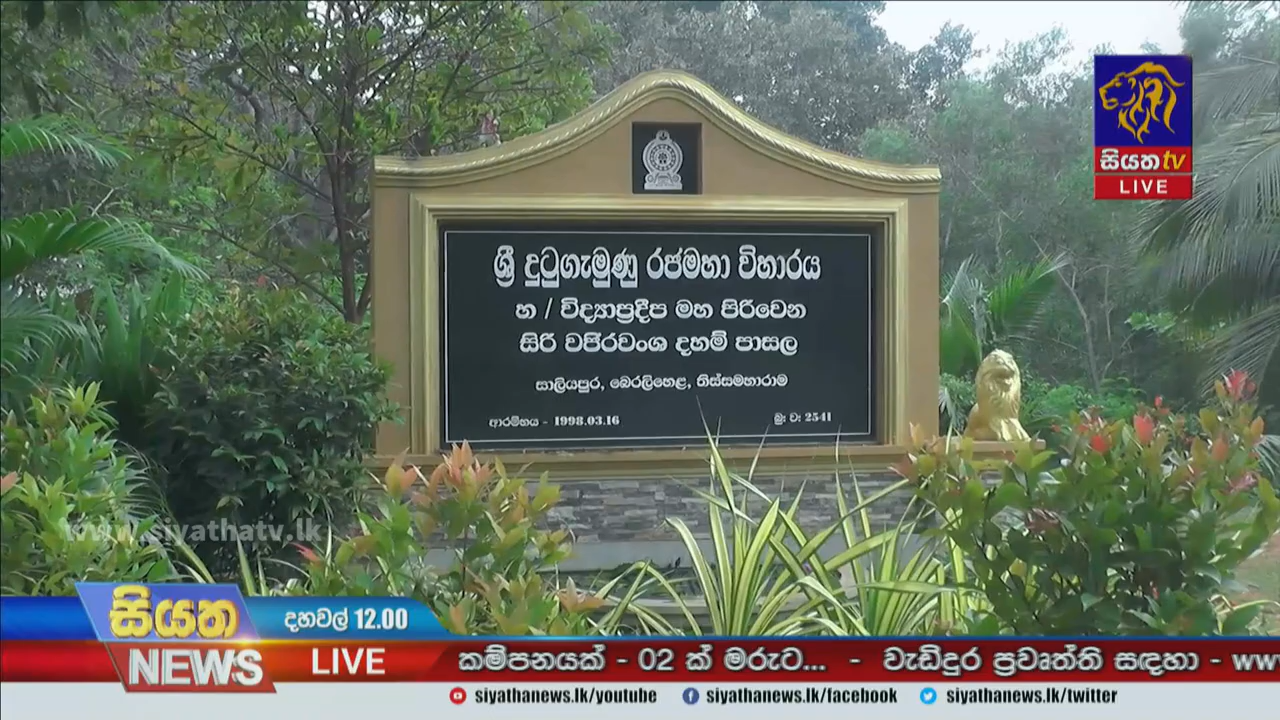 සියත tv
LIVE
ශ්‍රී දුටුගැමුණු රජමහා විහාරය
හ / විද්‍යාප්‍රදීප මහ පිරිවෙන
සිරි වජිරවංශ දහම් පාසල
සාලියපුර, බෙරලිහෙළ, තිස්සමහාරාම
ආරම්භය - 1998.03.16
බු: ව: 2541
www.siyathatv.lk
සියත
NEWS
දහවල් 12.00
LIVE
කම්පනයක් - 02 ක් මරුට... - වැඩිදුර ප්‍රවෘත්ති සඳහා - www
siyathanews.lk/youtube
siyathanews.lk/facebook
siyathanews.lk/twitter